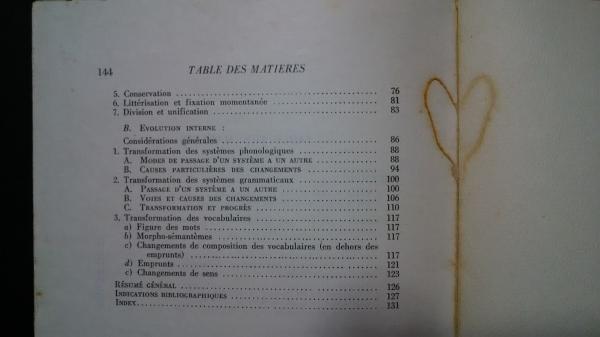 144 TABLE DES MATIERES
5. Conservation ........ 76
6. Littérisation et fixation momentanée ........ 81
7. Division et unification ........ 83
B. EVOLUTION INTERNE :
Considérations générales ........ 86
1. Transformation des systèmes phonologiques ........ 88
A. MODES DE PASSAGE D'UN SYSTÈME A UN AUTRE ........ 88
B. CAUSES PARTICULIÈRES DES CHANGEMENTS ........ 94
2. Transformation des systèmes grammaticaux ........ 100
A. PASSAGE D'UN SYSTÈME A UN AUTRE ........ 100
B. VOIES ET CAUSES DES CHANGEMENTS ........ 106
C. TRANSFORMATION ET PROGRÈS ........ 110
3. Transformation des vocabulaires ........ 117
a) Figure des mots ........ 117
b) Morpho-sémantèmes ........ 117
c) Changements de composition des vocabulaires (en dehors des
emprunts) ........ 117
d) Emprunts ........ 121
c) Changements de sens ........ 123
RÉSUMÉ GÉNÉRAL ........ 126
INDICATIONS BIBLIOGRAPHIQUES ........ 127
INDEX ........ 131